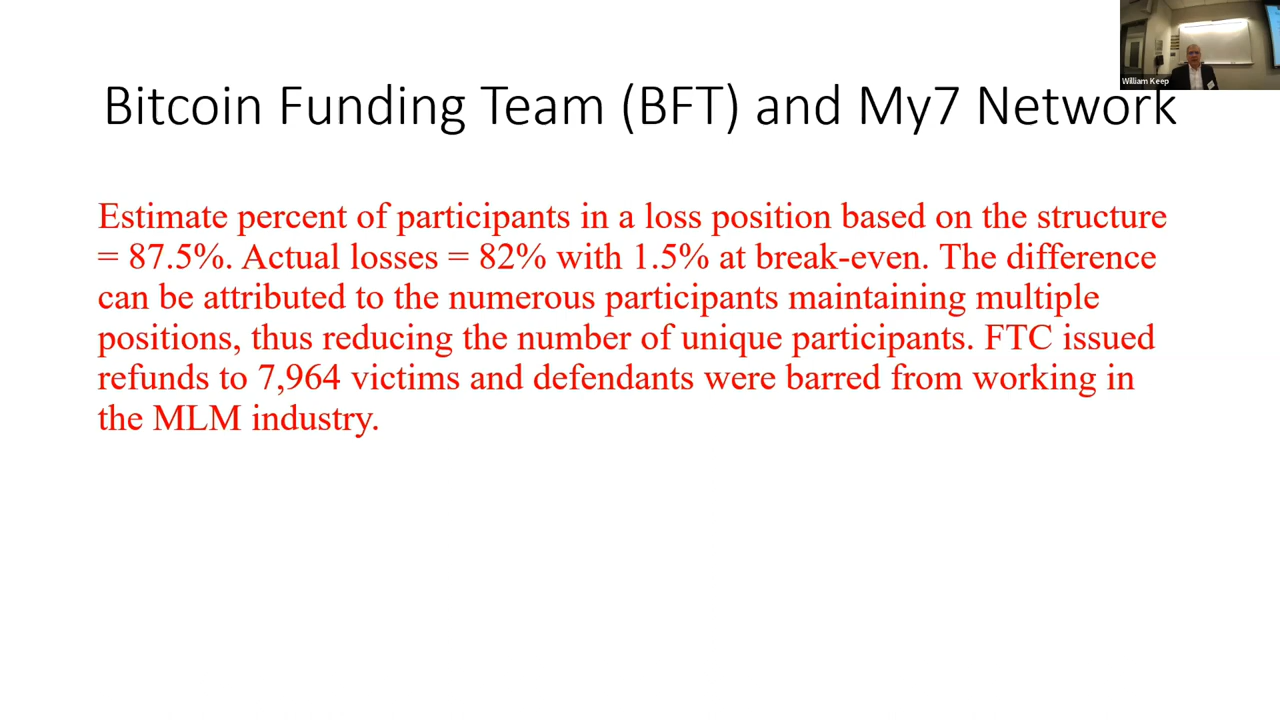 William Keep
Bitcoin Funding Team (BFT) and My7 Network
Estimate percent of participants in a loss position based on the structure
= 87.5%. Actual losses = 82% with 1.5% at break-even. The difference
can be attributed to the numerous participants maintaining multiple
positions, thus reducing the number of unique participants. FTC issued
refunds to 7,964 victims and defendants were barred from working in
the MLM industry.